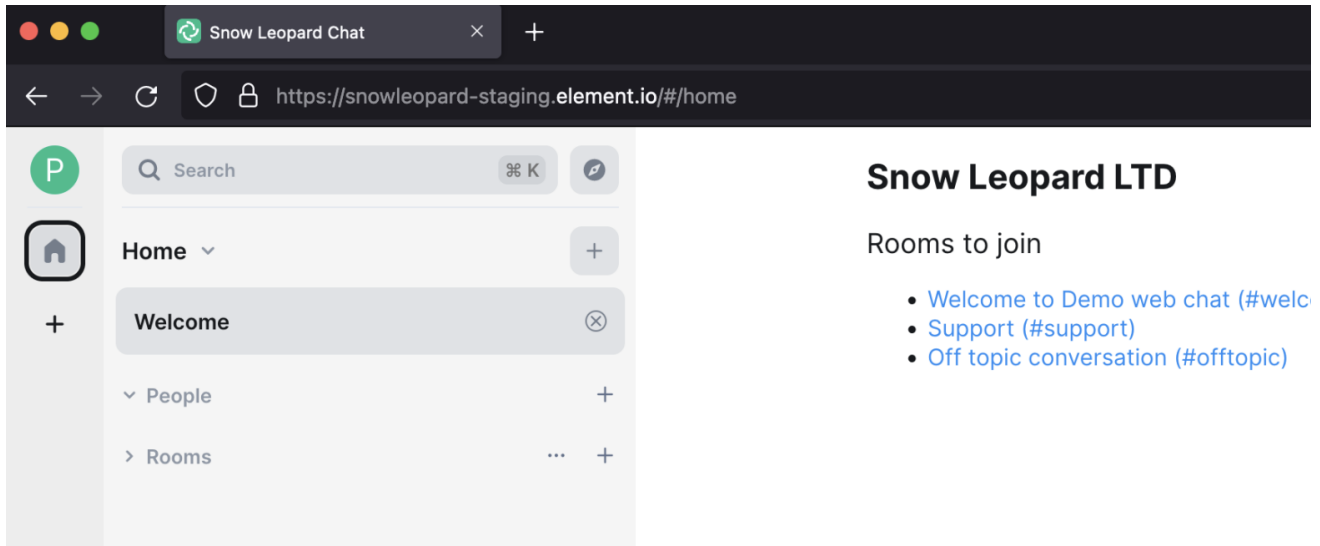 Snow Leopard Chat
https://snowleopard-staging.element.io/#/home
P
Search ⌘ K
Home
Welcome
People
Rooms
Snow Leopard LTD
Rooms to join
Welcome to Demo web chat (#welc
Support (#support)
Off topic conversation (#offtopic)